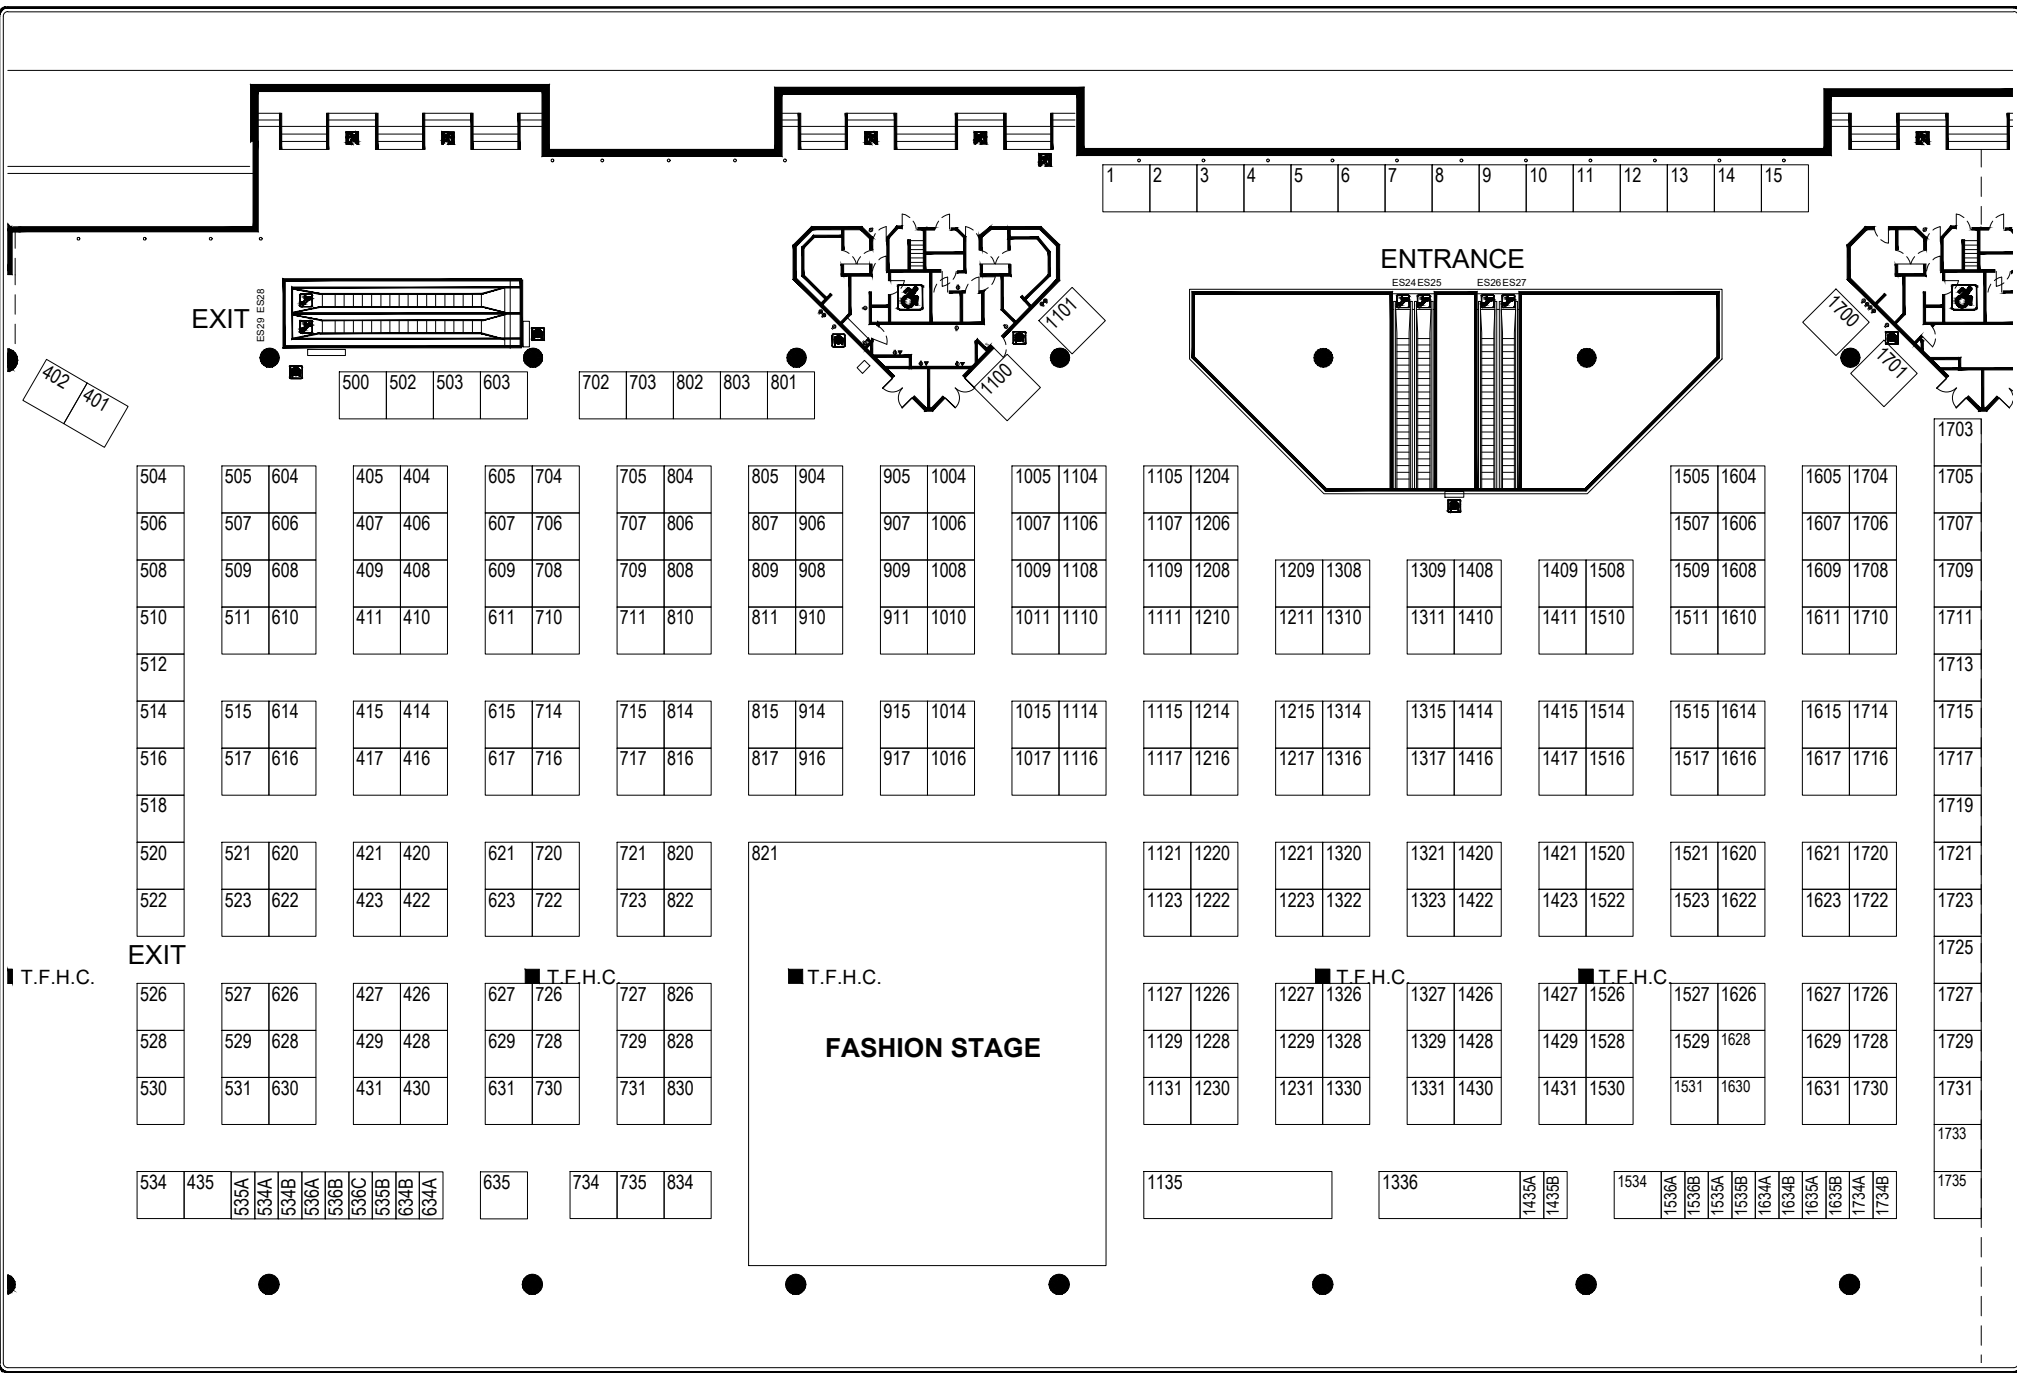 1 2 3 4 5 6 7 8 9 10 11 12 13 14 15
ENTRANCE
ES24 ES25 ES26 ES27
EXIT
ES29 ES28
1101
1700
1701
1100
402
401
500 502 503 603 702 703 802 803 801
1703
504 505 604 405 404 605 704 705 804 805 904 905 1004 1005 1104 1105 1204 1505 1604 1605 1704 1705
506 507 606 407 406 607 706 707 806 807 906 907 1006 1007 1106 1107 1206 1507 1606 1607 1706 1707
508 509 608 409 408 609 708 709 808 809 908 909 1008 1009 1108 1109 1208 1209 1308 1309 1408 1409 1508 1509 1608 1609 1708 1709
510 511 610 411 410 611 710 711 810 811 910 911 1010 1011 1110 1111 1210 1211 1310 1311 1410 1411 1510 1511 1610 1611 1710 1711
512 1713
514 515 614 415 414 615 714 715 814 815 914 915 1014 1015 1114 1115 1214 1215 1314 1315 1414 1415 1514 1515 1614 1615 1714 1715
516 517 616 417 416 617 716 717 816 817 916 917 1016 1017 1116 1117 1216 1217 1316 1317 1416 1417 1516 1517 1616 1617 1716 1717
518 1719
520 521 620 421 420 621 720 721 820 821 1121 1220 1221 1320 1321 1420 1421 1520 1521 1620 1621 1720 1721
522 523 622 423 422 623 722 723 822 1123 1222 1223 1322 1323 1422 1423 1522 1523 1622 1623 1722 1723
EXIT 1725
T.F.H.C. T.F.H.C. T.F.H.C. T.F.H.C. T.F.H.C.
526 527 626 427 426 627 726 727 826 1127 1226 1227 1326 1327 1426 1427 1526 1527 1626 1627 1726 1727
528 529 628 429 428 629 728 729 828 FASHION STAGE 1129 1228 1229 1328 1329 1428 1429 1528 1529 1628 1629 1728 1729
530 531 630 431 430 631 730 731 830 1131 1230 1231 1330 1331 1430 1431 1530 1531 1630 1631 1730 1731
1733
534 435 535A 534A 534B 536A 536B 536C 535B 634B 634A 635 734 735 834 1135 1336 1435A 1435B 1534 1536A 1536B 1535A 1535B 1634A 1634B 1635A 1635B 1734A 1734B 1735